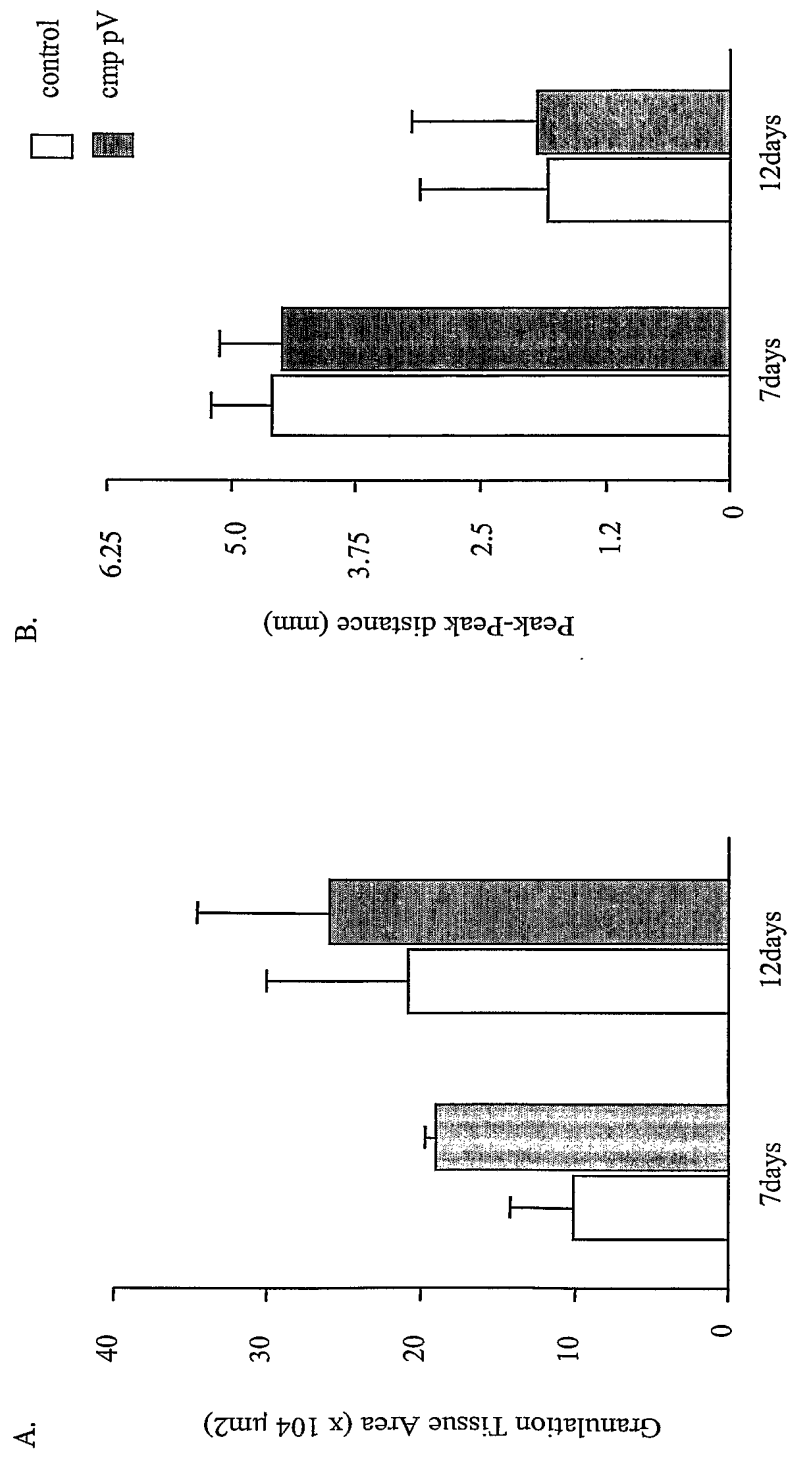 A.
Granulation Tissue Area (x 104 µm2)
40
30
20
10
0
7days
12days
B.
control
cmp pV
Peak-Peak distance (mm)
6.25
5.0
3.75
2.5
1.2
0
7days
12days